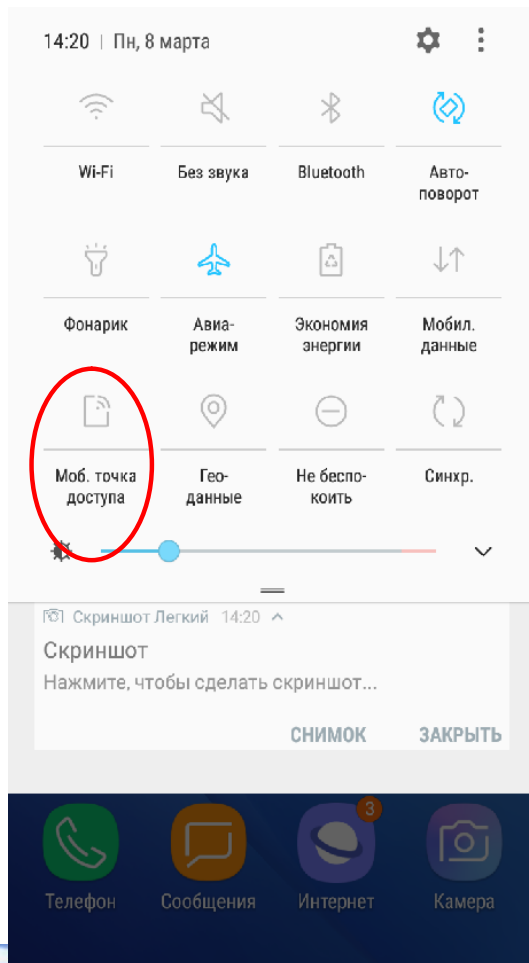 14:20 | Пн, 8 марта
Wi-Fi
Без звука
Bluetooth
Авто-
поворот
Фонарик
Авиа-
режим
Экономия
энергии
Мобил.
данные
Моб. точка
доступа
Гео-
данные
Не беспо-
коить
Синхр.
Скриншот Легкий 14:20
Скриншот
Нажмите, чтобы сделать скриншот...
СНИМОК ЗАКРЫТЬ
3
Телефон Сообщения Интернет Камера